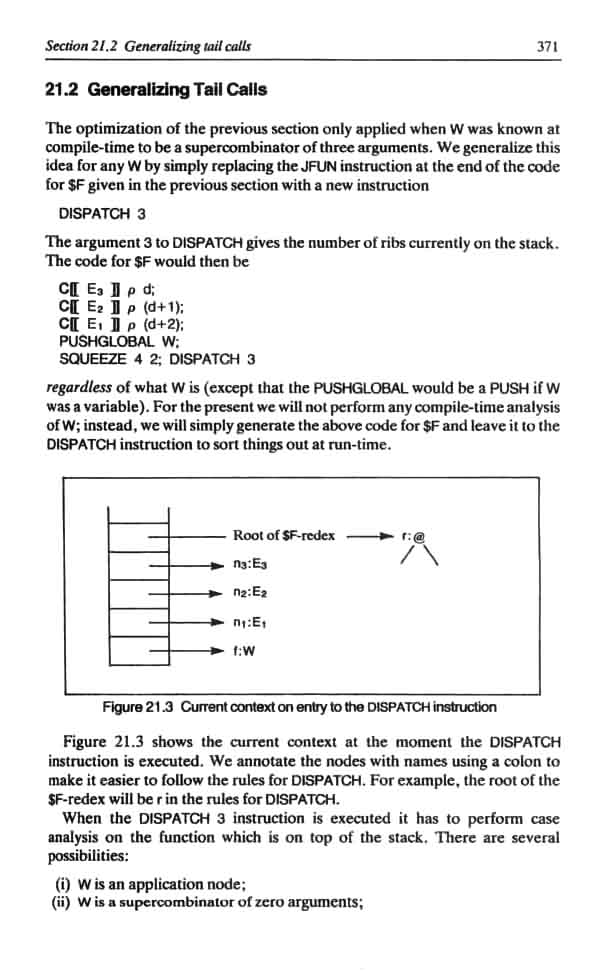 Section 21.2 Generalizing tail calls 371
21.2 Generalizing Tail Calls
The optimization of the previous section only applied when W was known at
compile-time to be a supercombinator of three arguments. We generalize this
idea for any W by simply replacing the JFUN instruction at the end of the code
for $F given in the previous section with a new instruction
DISPATCH 3
The argument 3 to DISPATCH gives the number of ribs currently on the stack.
The code for $F would then be
C⟦ E₃ ⟧ ρ d;
C⟦ E₂ ⟧ ρ (d+1);
C⟦ E₁ ⟧ ρ (d+2);
PUSHGLOBAL W;
SQUEEZE 4 2; DISPATCH 3
regardless of what W is (except that the PUSHGLOBAL would be a PUSH if W
was a variable). For the present we will not perform any compile-time analysis
of W; instead, we will simply generate the above code for $F and leave it to the
DISPATCH instruction to sort things out at run-time.
Root of $F-redex r:@
n₃:E₃
n₂:E₂
n₁:E₁
f:W
Figure 21.3 Current context on entry to the DISPATCH instruction
Figure 21.3 shows the current context at the moment the DISPATCH
instruction is executed. We annotate the nodes with names using a colon to
make it easier to follow the rules for DISPATCH. For example, the root of the
$F-redex will be r in the rules for DISPATCH.
When the DISPATCH 3 instruction is executed it has to perform case
analysis on the function which is on top of the stack. There are several
possibilities:
(i) W is an application node;
(ii) W is a supercombinator of zero arguments;